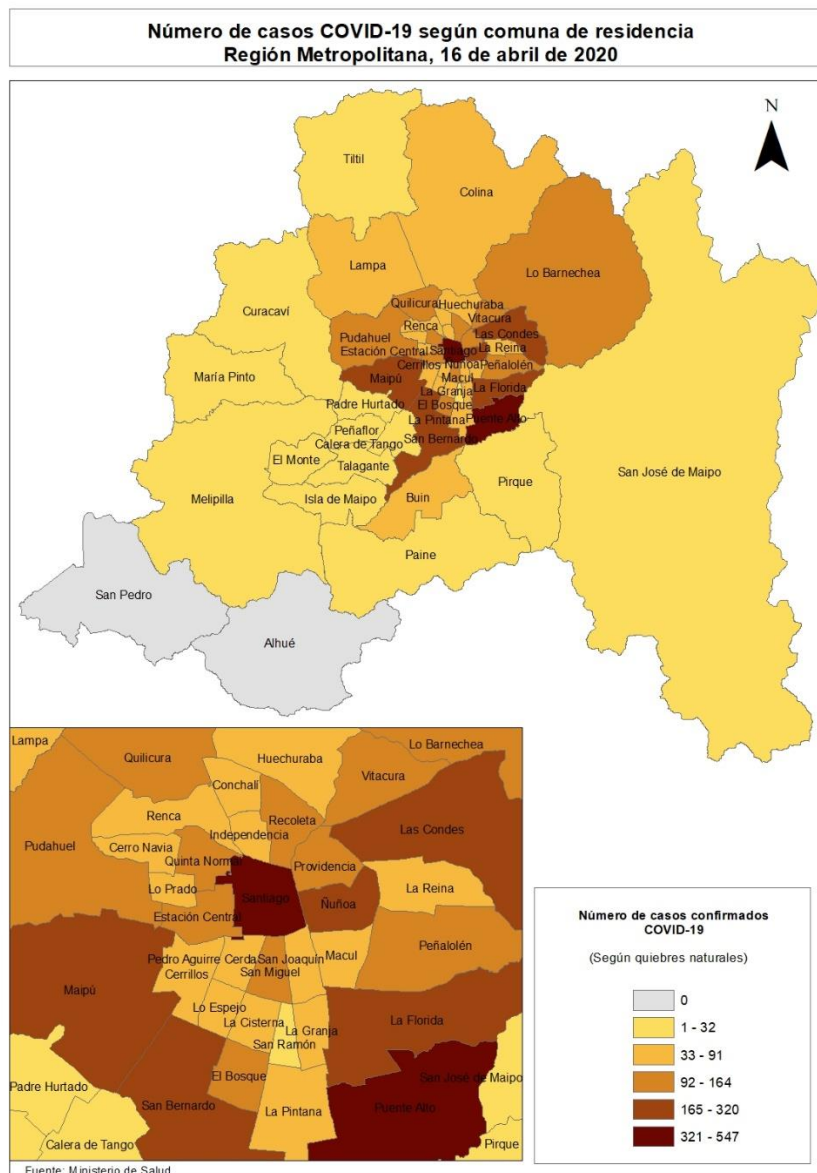 Número de casos COVID-19 según comuna de residencia
Región Metropolitana, 16 de abril de 2020
N
Tiltil
Colina
Lo Barnechea
Lampa
Curacaví
Quilicura
Huechuraba
Renca
Vitacura
Pudahuel
Las Condes
Estación Central
Santiago
La Reina
Cerrillos
Ñuñoa
Peñalolén
María Pinto
Maipú
Macul
La Granja
La Florida
Padre Hurtado
El Bosque
Peñaflor
La Pintana
Puente Alto
Calera de Tango
San Bernardo
El Monte
Talagante
San José de Maipo
Melipilla
Isla de Maipo
Buin
Pirque
Paine
San Pedro
Alhué
Lampa
Lo Barnechea
Quilicura
Huechuraba
Vitacura
Conchalí
Renca
Recoleta
Las Condes
Independencia
Pudahuel
Cerro Navia
Quinta Normal
Providencia
Lo Prado
La Reina
Santiago
Ñuñoa
Estación Central
Peñalolén
Pedro Aguirre Cerda
San Joaquín
Macul
Cerrillos
San Miguel
Maipú
Lo Espejo
La Cisterna
La Granja
La Florida
San Ramón
El Bosque
San José de Maipo
Padre Hurtado
San Bernardo
La Pintana
Puente Alto
Calera de Tango
Pirque
Número de casos confirmados
COVID-19
(Según quiebres naturales)
0
1 - 32
33 - 91
92 - 164
165 - 320
321 - 547
Fuente: Ministerio de Salud